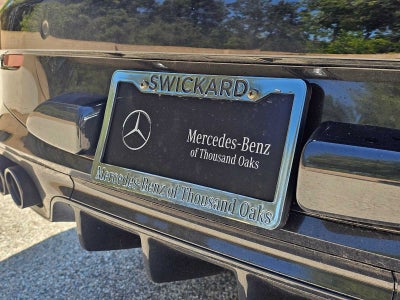 SWICKARD
Mercedes-Benz
of Thousand Oaks
Mercedes-Benz of Thousand Oaks